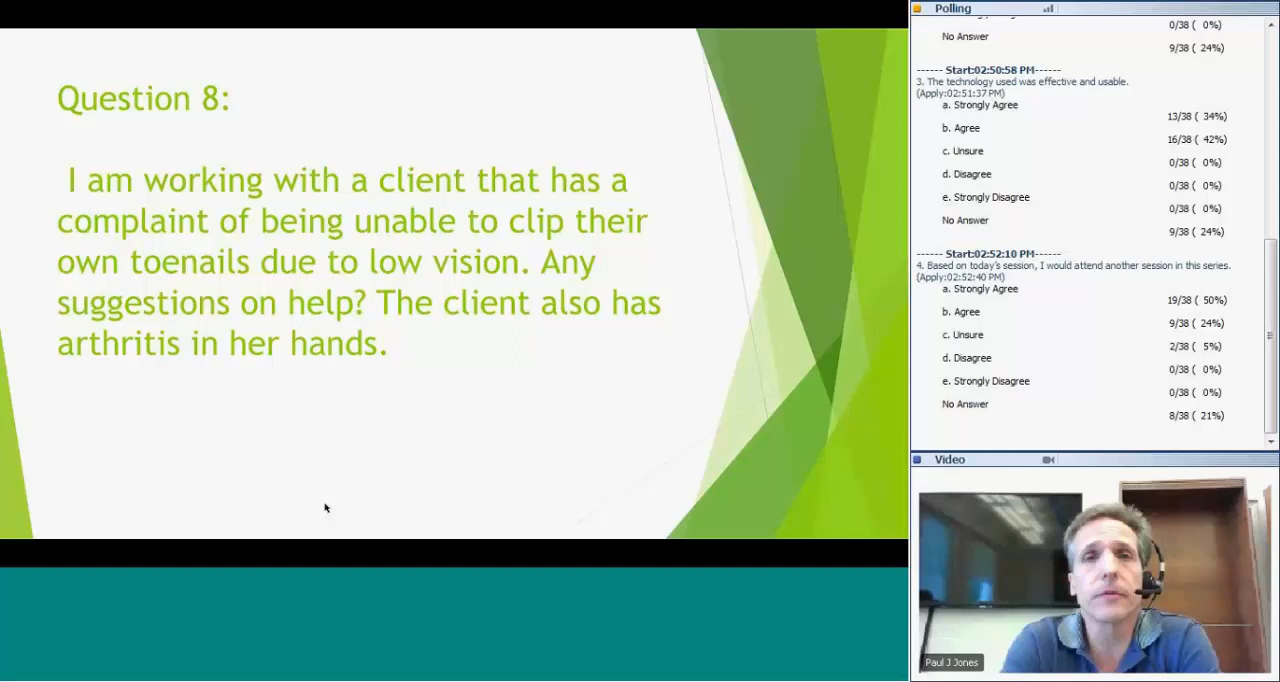 Question 8:
I am working with a client that has a
complaint of being unable to clip their
own toenails due to low vision. Any
suggestions on help? The client also has
arthritis in her hands.
Polling
0/38 ( 0%)
No Answer
9/38 ( 24%)
------ Start:02:50:58 PM------
3. The technology used was effective and usable.
(Apply:02:51:37 PM)
a. Strongly Agree
13/38 ( 34%)
b. Agree
16/38 ( 42%)
c. Unsure
0/38 ( 0%)
d. Disagree
0/38 ( 0%)
e. Strongly Disagree
0/38 ( 0%)
No Answer
9/38 ( 24%)
------ Start:02:52:10 PM------
4. Based on today's session, I would attend another session in this series.
(Apply:02:52:40 PM)
a. Strongly Agree
19/38 ( 50%)
b. Agree
9/38 ( 24%)
c. Unsure
2/38 ( 5%)
d. Disagree
0/38 ( 0%)
e. Strongly Disagree
0/38 ( 0%)
No Answer
8/38 ( 21%)
Video
Paul J Jones